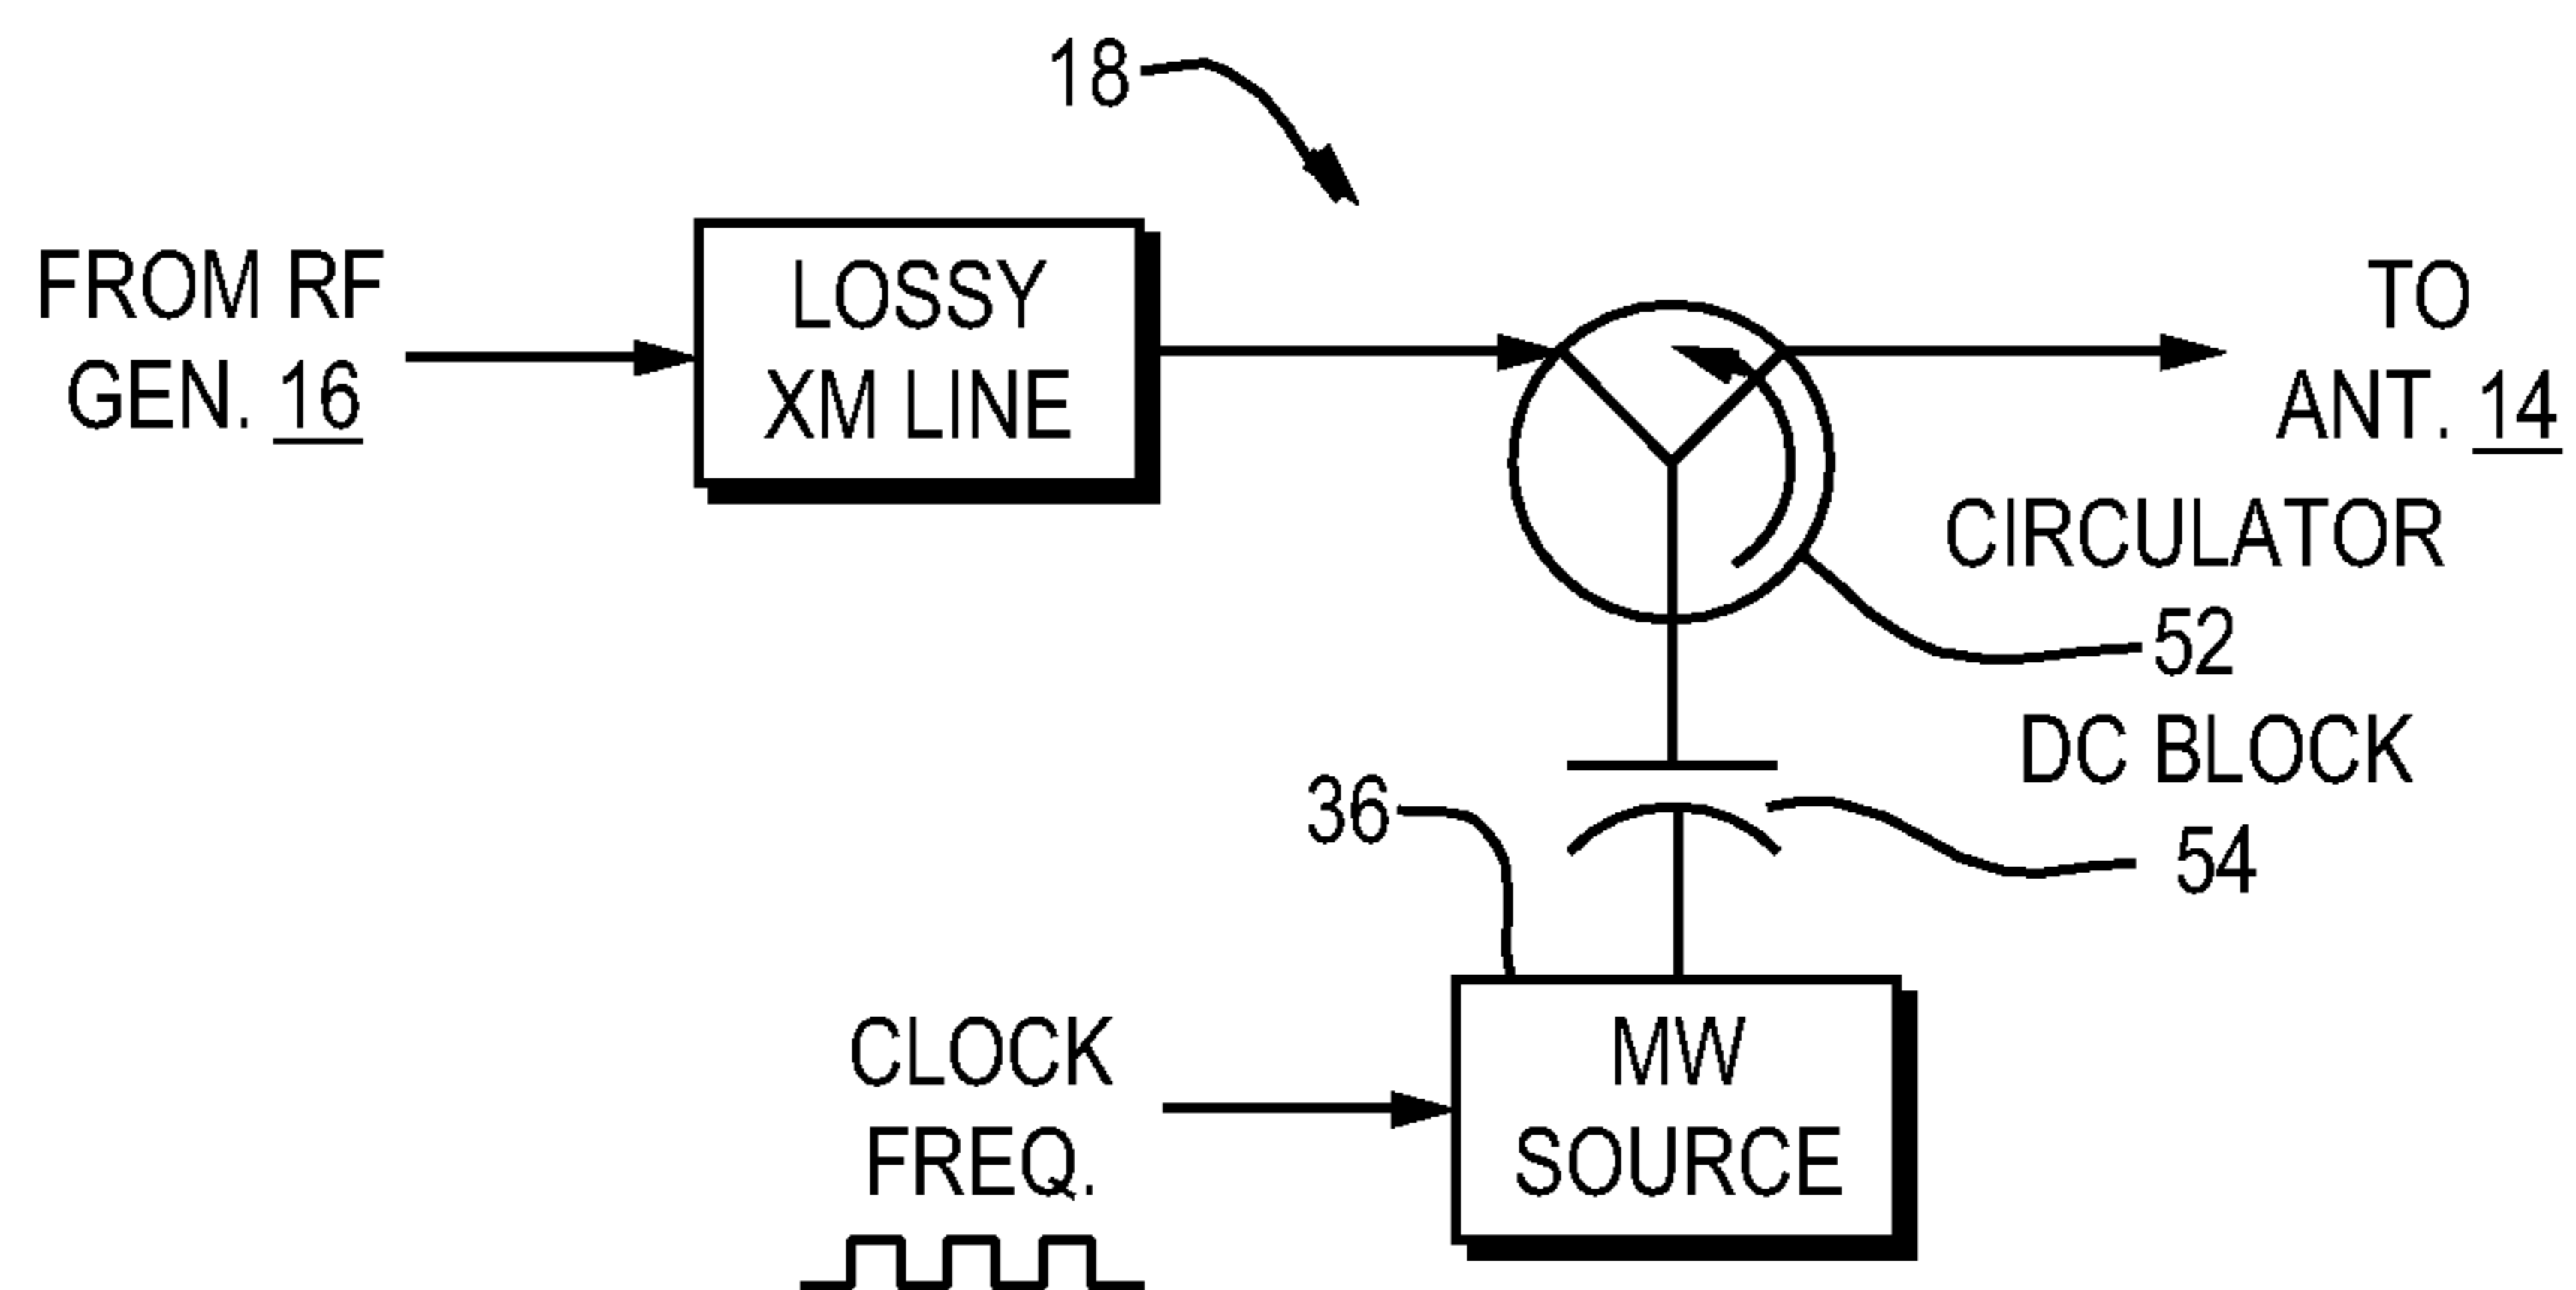 18
FROM RF
GEN. 16
LOSSY
XM LINE
TO
ANT. 14
CIRCULATOR
52
DC BLOCK
54
36
MW
SOURCE
CLOCK
FREQ.